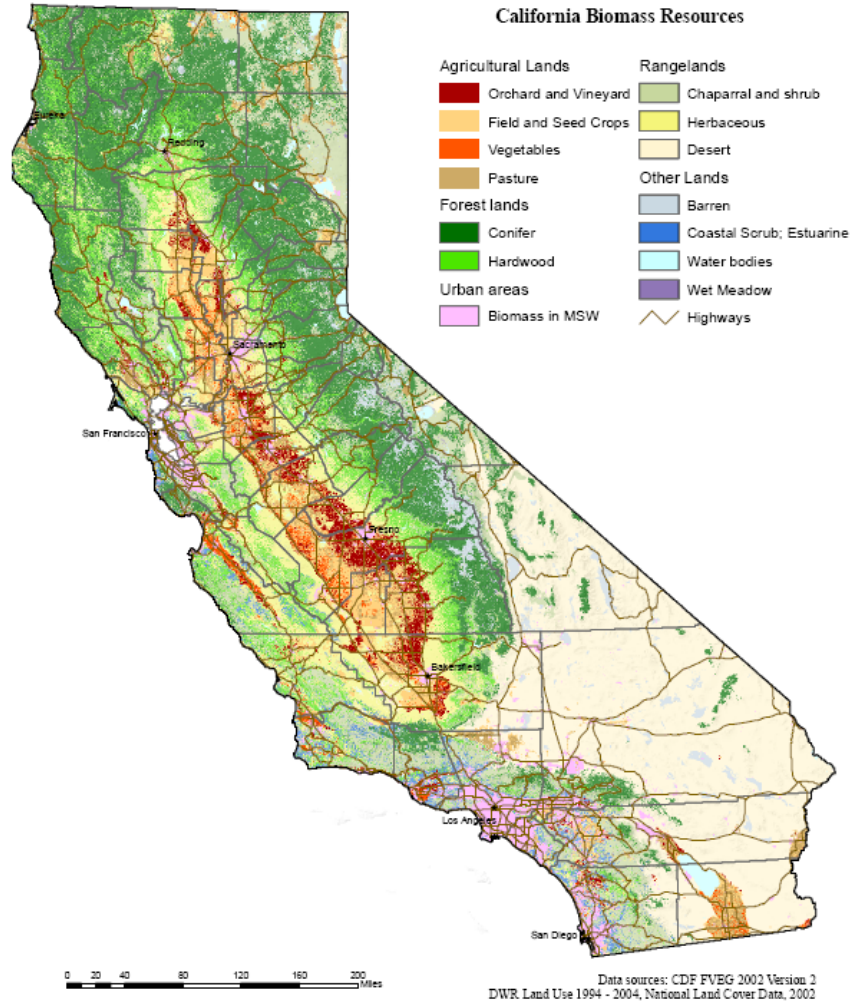 California Biomass Resources
Agricultural Lands
Orchard and Vineyard
Field and Seed Crops
Vegetables
Pasture
Forest lands
Conifer
Hardwood
Urban areas
Biomass in MSW
Rangelands
Chaparral and shrub
Herbaceous
Desert
Other Lands
Barren
Coastal Scrub; Estuarine
Water bodies
Wet Meadow
Highways
Eureka
Redding
Sacramento
San Francisco
Fresno
Bakersfield
Los Angeles
San Diego
0 20 40 80 120 160 200
Miles
Data sources: CDF FVEG 2002 Version 2
DWR Land Use 1994 - 2004, National Land Cover Data, 2002